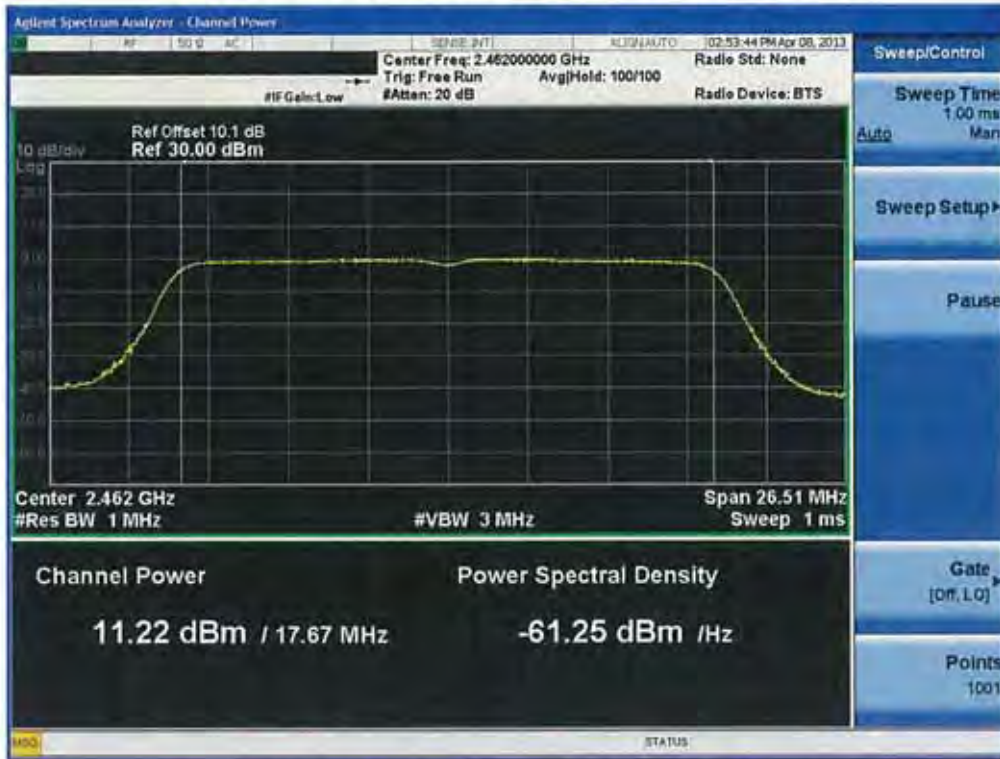 Agilent Spectrum Analyzer - Channel Power
RF 50 Ω AC SENSE:INT ALIGN AUTO 02:53:44 PM Apr 08, 2013
Center Freq: 2.462000000 GHz Radio Std: None
Trig: Free Run Avg|Hold: 100/100
#IFGain:Low #Atten: 20 dB Radio Device: BTS
Ref Offset 10.1 dB
10 dB/div Ref 30.00 dBm
Log
20.0
0.00
Center 2.462 GHz Span 26.51 MHz
#Res BW 1 MHz #VBW 3 MHz Sweep 1 ms
Channel Power Power Spectral Density
11.22 dBm / 17.67 MHz -61.25 dBm /Hz
MSG STATUS
Sweep/Control
Sweep Time
1.00 ms
Auto Man
Sweep Setup
Pause
Gate
[Off, LO]
Points
1001